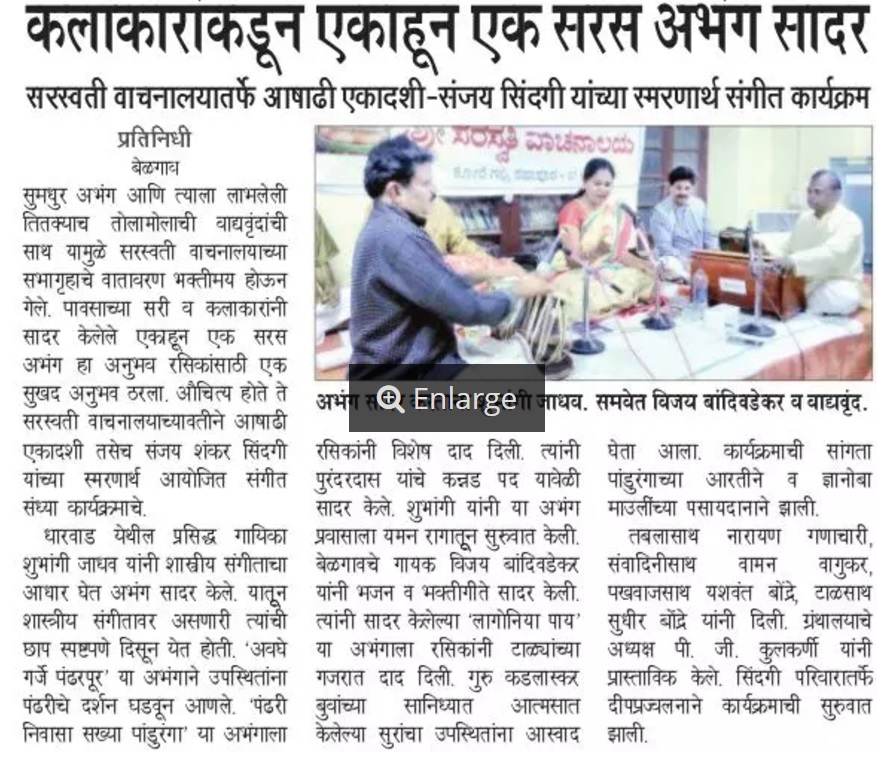 कलाकारांकडून एकाहून एक सरस अभंग सादर
सरस्वती वाचनालयातर्फे आषाढी एकादशी-संजय सिंदगी यांच्या स्मरणार्थ संगीत कार्यक्रम
प्रतिनिधी
बेळगाव
सुमधुर अभंग आणि त्याला लाभलेली
तितक्याच तोलामोलाची वाद्यवृंदांची
साथ यामुळे सरस्वती वाचनालयाच्या
सभागृहाचे वातावरण भक्तीमय होऊन
गेले. पावसाच्या सरी व कलाकारांनी
सादर केलेले एकाहून एक सरस
अभंग हा अनुभव रसिकांसाठी एक
सुखद अनुभव ठरला. औचित्य होते ते
सरस्वती वाचनालयाच्यावतीने आषाढी
एकादशी तसेच संजय शंकर सिंदगी
यांच्या स्मरणार्थ आयोजित संगीत
संध्या कार्यक्रमाचे.
धारवाड येथील प्रसिद्ध गायिका
शुभांगी जाधव यांनी शास्त्रीय संगीताचा
आधार घेत अभंग सादर केले. यातून
शास्त्रीय संगीतावर असणारी त्यांची
छाप स्पष्टपणे दिसून येत होती. ‘अवघे
गर्जे पंढरपूर’ या अभंगाने उपस्थितांना
पंढरीचे दर्शन घडवून आणले. ‘पंढरी
निवासा सख्या पांडुरंगा’ या अभंगाला
ಶ್ರೀ ಸರಸ್ವತಿ ವಾಚನಾಲಯ
Enlarge
अभंग जाधव. समवेत विजय बांदिवडेकर व वाद्यवृंद.
रसिकांनी विशेष दाद दिली. त्यांनी
पुरंदरदास यांचे कन्नड पद यावेळी
सादर केले. शुभांगी यांनी या अभंग
प्रवासाला यमन रागातून सुरुवात केली.
बेळगावचे गायक विजय बांदिवडेकर
यांनी भजन व भक्तीगीते सादर केली.
त्यांनी सादर केलेल्या ‘लागोनिया पाय’
या अभंगाला रसिकांनी टाळ्यांच्या
गजरात दाद दिली. गुरु कडलास्कर
बुवांच्या सानिध्यात आत्मसात
केलेल्या सुरांचा उपस्थितांना आस्वाद
घेता आला. कार्यक्रमाची सांगता
पांडुरंगाच्या आरतीने व ज्ञानोबा
माउलींच्या पसायदानाने झाली.
तबलासाथ नारायण गणाचारी,
संवादिनीसाथ वामन वागुकर,
पखवाजसाथ यशवंत बोंद्रे, टाळसाथ
सुधीर बोंद्रे यांनी दिली. ग्रंथालयाचे
अध्यक्ष पी. जी. कुलकर्णी यांनी
प्रास्ताविक केले. सिंदगी परिवारातर्फे
दीपप्रज्वलनाने कार्यक्रमाची सुरुवात
झाली.